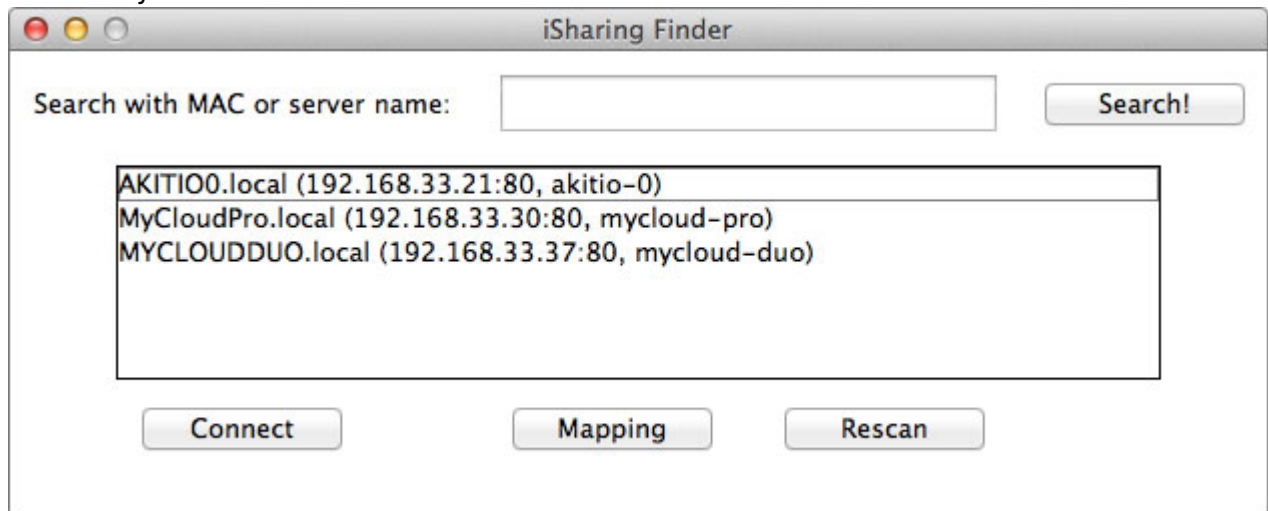 iSharing Finder
Search with MAC or server name:
Search!
AKITIO0.local (192.168.33.21:80, akitio-0)
MyCloudPro.local (192.168.33.30:80, mycloud-pro)
MYCLOUDDUO.local (192.168.33.37:80, mycloud-duo)
Connect
Mapping
Rescan